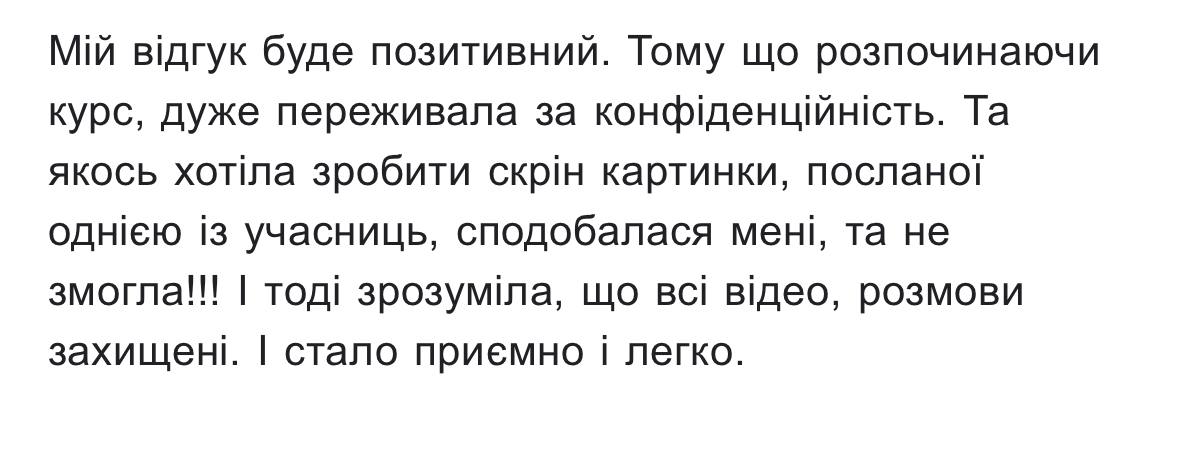 Мій відгук буде позитивний. Тому що розпочинаючи
курс, дуже переживала за конфіденційність. Та
якось хотіла зробити скрін картинки, посланої
однією із учасниць, сподобалася мені, та не
змогла!!! І тоді зрозуміла, що всі відео, розмови
захищені. І стало приємно і легко.